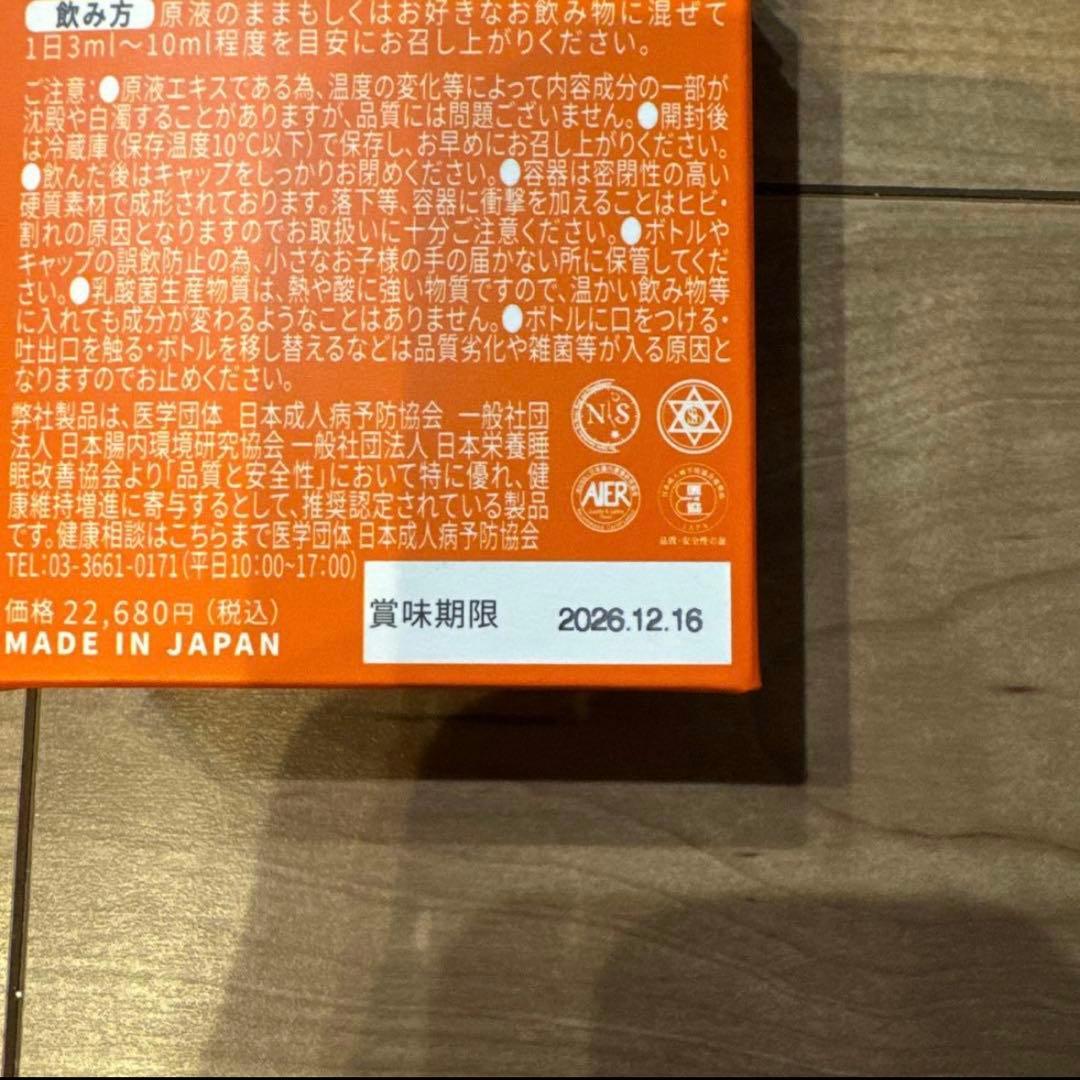 飲み方 原液のままもしくはお好きなお飲み物に混ぜて
1日3ml〜10ml程度を目安にお召し上がりください。
ご注意:●原液エキスである為、温度の変化等によって内容成分の一部が
沈殿や白濁することがありますが、品質には問題ございません。●開封後
は冷蔵庫(保存温度10℃以下)で保存し、お早めにお召し上がりください。
●飲んだ後はキャップをしっかりお閉めください。●容器は密閉性の高い
硬質素材で成形されております。落下等、容器に衝撃を加えることはヒビ・
割れの原因となりますのでお取扱いに十分ご注意ください。●ボトルや
キャップの誤飲防止の為、小さなお子様の手の届かない所に保管してくだ
さい。●乳酸菌生産物質は、熱や酸に強い物質ですので、温かい飲み物等
に入れても成分が変わるようなことはありません。●ボトルに口をつける・
吐出口を触る・ボトルを移し替えるなどは品質劣化や雑菌等が入る原因と
なりますのでお止めください。
弊社製品は、医学団体 日本成人病予防協会 一般社団
法人 日本腸内環境研究協会 一般社団法人 日本栄養睡
眠改善協会より「品質と安全性」において特に優れ、健
康維持増進に寄与するとして、推奨認定されている製品
です。健康相談はこちらまで医学団体 日本成人病予防協会
TEL:03-3661-0171(平日10:00~17:00)
NS
AIER
JAPA
品質・安全性の証
価格 22,680円(税込)
MADE IN JAPAN
賞味期限 2026.12.16